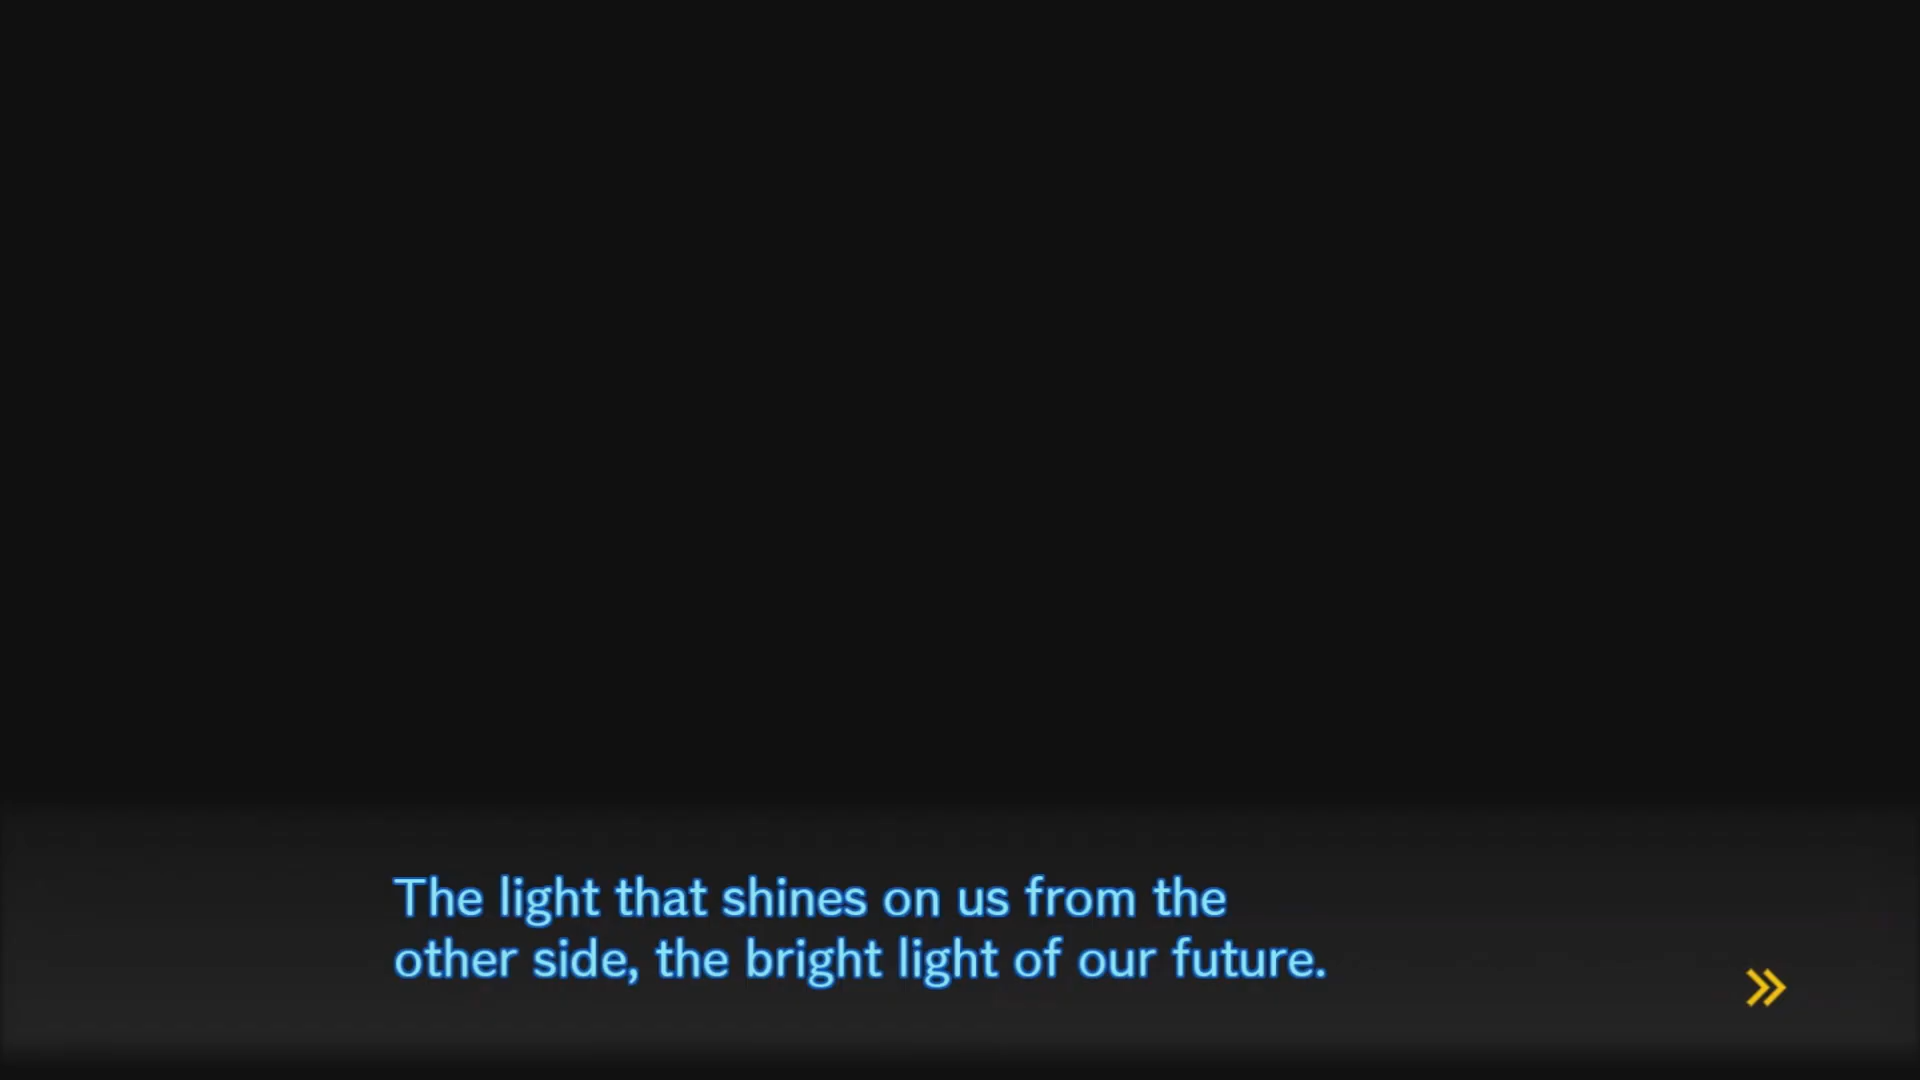 The light that shines on us from the
other side, the bright light of our future.